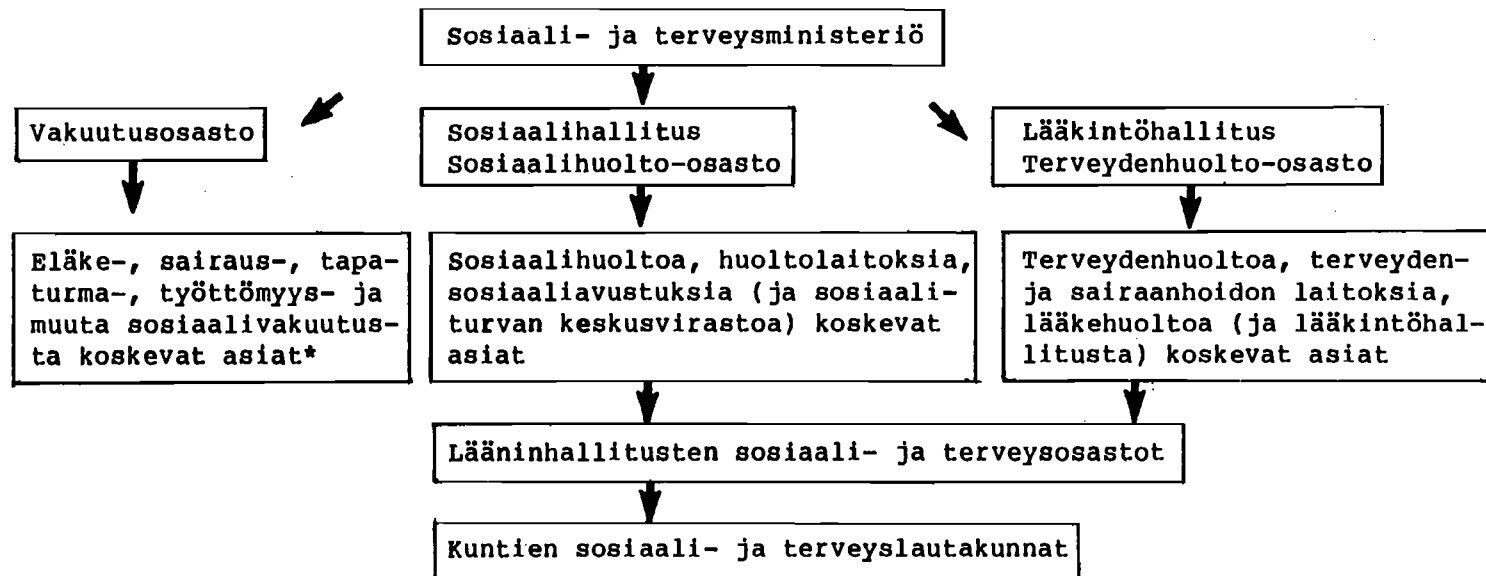 Sosiaali- ja terveysministeriö
Vakuutusosasto
Sosiaalihallitus
Sosiaalihuolto-osasto
Lääkintöhallitus
Terveydenhuolto-osasto
Eläke-, sairaus-, tapa-
turma-, työttömyys- ja
muuta sosiaalivakuutus-
ta koskevat asiat*
Sosiaalihuoltoa, huoltolaitoksia,
sosiaaliavustuksia (ja sosiaali-
turvan keskusvirastoa) koskevat
asiat
Terveydenhuoltoa, terveyden-
ja sairaanhoidon laitoksia,
lääkehuoltoa (ja lääkintöhal-
litusta) koskevat asiat
Lääninhallitusten sosiaali- ja terveysosastot
Kuntien sosiaali- ja terveyslautakunnat